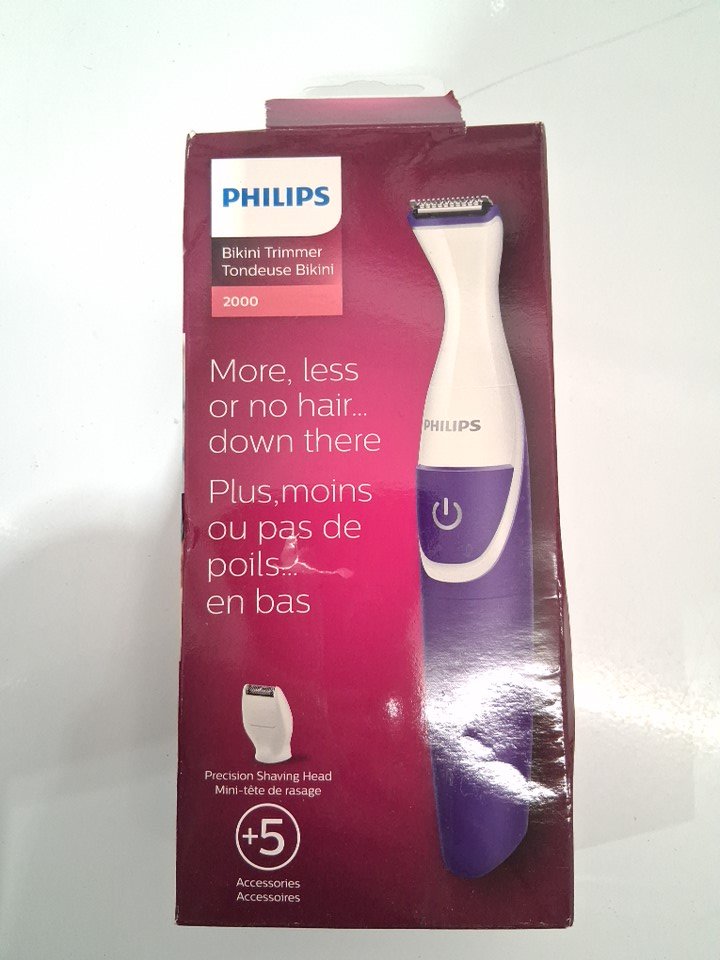 PHILIPS
Bikini Trimmer
Tondeuse Bikini
2000
More, less
or no hair...
down there
Plus,moins
ou pas de
poils...
en bas
PHILIPS
Precision Shaving Head
Mini-tête de rasage
+5
Accessories
Accessoires